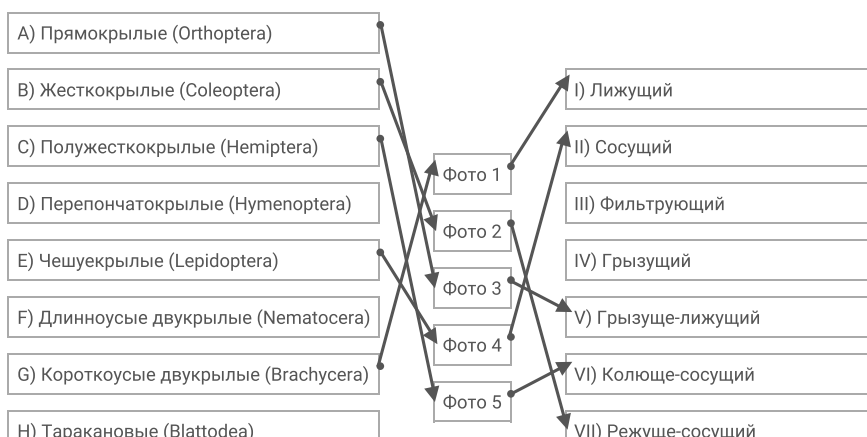 A) Прямокрылые (Orthoptera)
B) Жесткокрылые (Coleoptera)
C) Полужесткокрылые (Hemiptera)
D) Перепончатокрылые (Hymenoptera)
E) Чешуекрылые (Lepidoptera)
F) Длинноусые двукрылые (Nematocera)
G) Короткоусые двукрылые (Brachycera)
H) Таракановые (Blattodea)
Фото 1
Фото 2
Фото 3
Фото 4
Фото 5
I) Лижущий
II) Сосущий
III) Фильтрующий
IV) Грызущий
V) Грызуще-лижущий
VI) Колюще-сосущий
VII) Режуще-сосущий